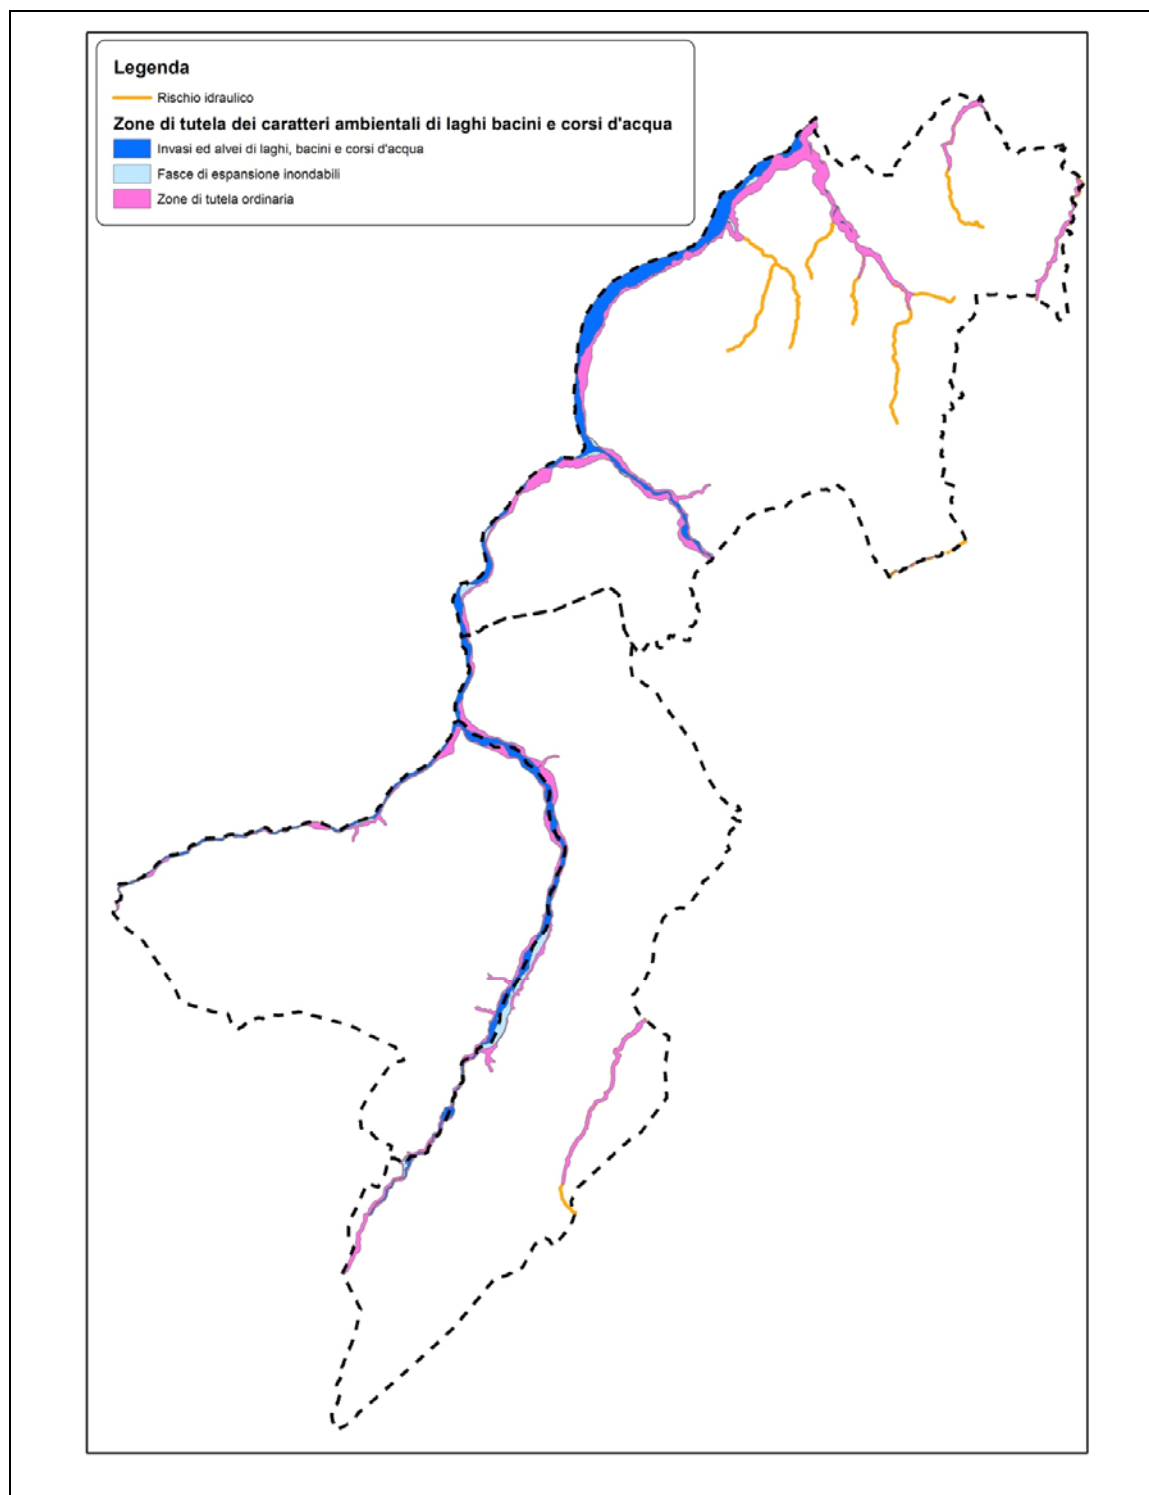 Legenda
Rischio idraulico
Zone di tutela dei caratteri ambientali di laghi bacini e corsi d'acqua
Invasi ed alvei di laghi, bacini e corsi d'acqua
Fasce di espansione inondabili
Zone di tutela ordinaria